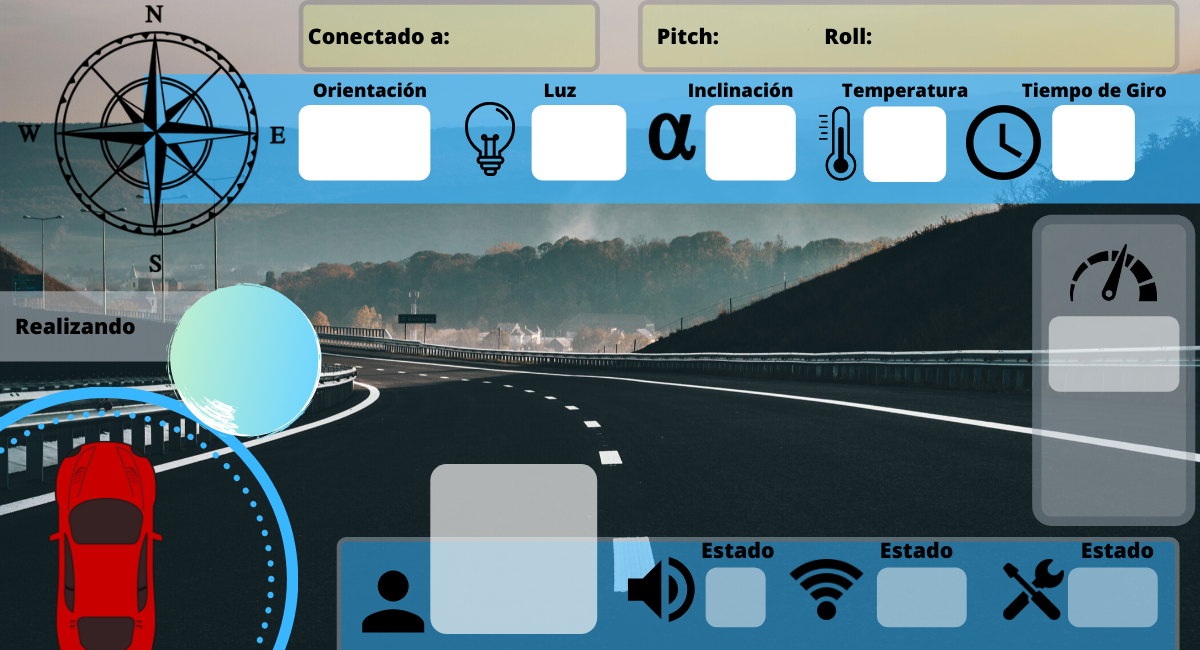 N
Conectado a:
Pitch: Roll:
Orientación Luz Inclinación Temperatura Tiempo de Giro
W E
α
S
Realizando
Estado Estado Estado